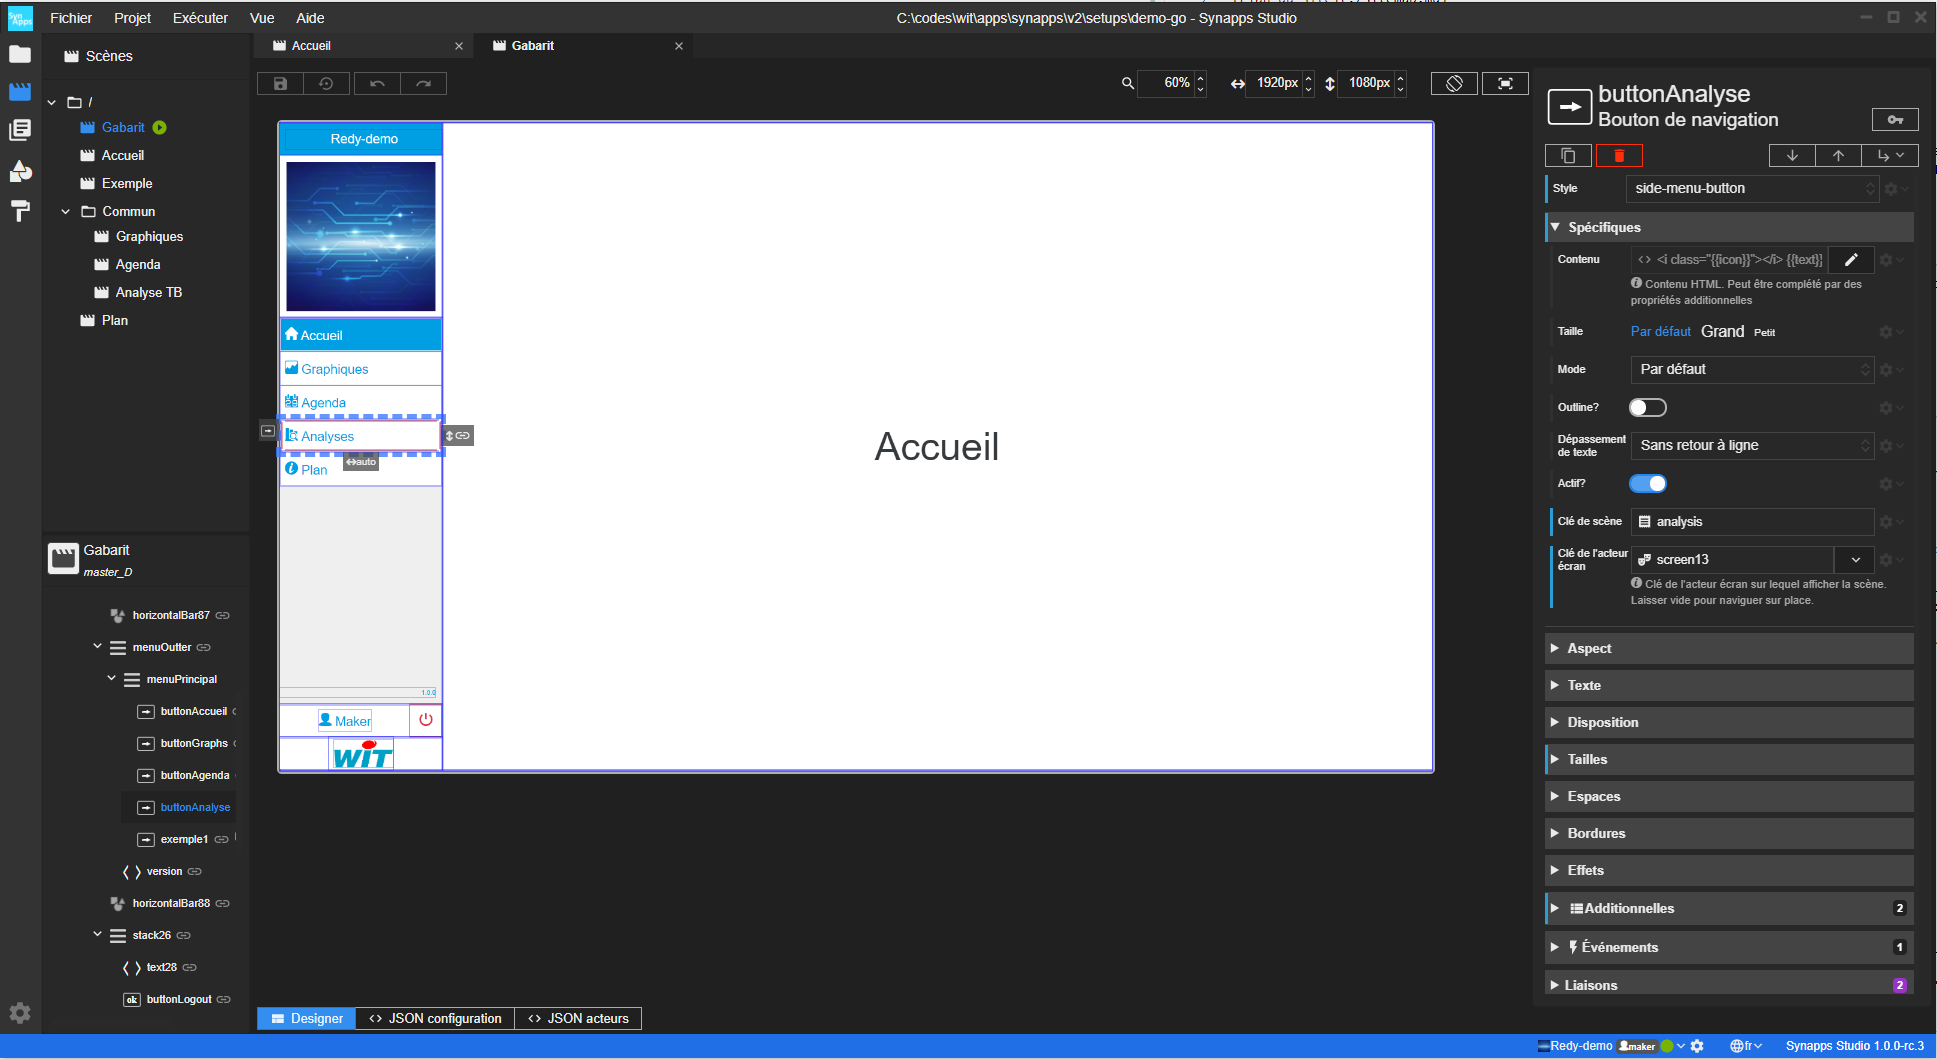 Fichier Projet Exécuter Vue Aide
C:\codes\wit\apps\synapps\v2\setups\demo-go - Synapps Studio
Scènes
Accueil
Gabarit
/
Gabarit
Accueil
Exemple
Commun
Graphiques
Agenda
Analyse TB
Plan
Gabarit
master_D
horizontalBar87
menuOutter
menuPrincipal
buttonAccueil
buttonGraphs
buttonAgenda
buttonAnalyse
exemple1
version
horizontalBar88
stack26
text28
ok buttonLogout
60% 1920px 1080px
Redy-demo
Accueil
Graphiques
Agenda
Analyses
auto
Plan
1.0.0
Maker
WIT
Accueil
Designer
JSON configuration
JSON acteurs
buttonAnalyse
Bouton de navigation
Style side-menu-button
Spécifiques
Contenu <> <i class="{{icon}}"></i> {{text}}
Contenu HTML. Peut être complété par des
propriétés additionnelles
Taille Par défaut Grand Petit
Mode Par défaut
Outline?
Dépassement
de texte
Sans retour à ligne
Actif?
Clé de scène analysis
Clé de l'acteur
écran
screen13
Clé de l'acteur écran sur lequel afficher la scène.
Laisser vide pour naviguer sur place.
Aspect
Texte
Disposition
Tailles
Espaces
Bordures
Effets
Additionnelles 2
Événements 1
Liaisons 2
Redy-demo maker fr Synapps Studio 1.0.0-rc.3